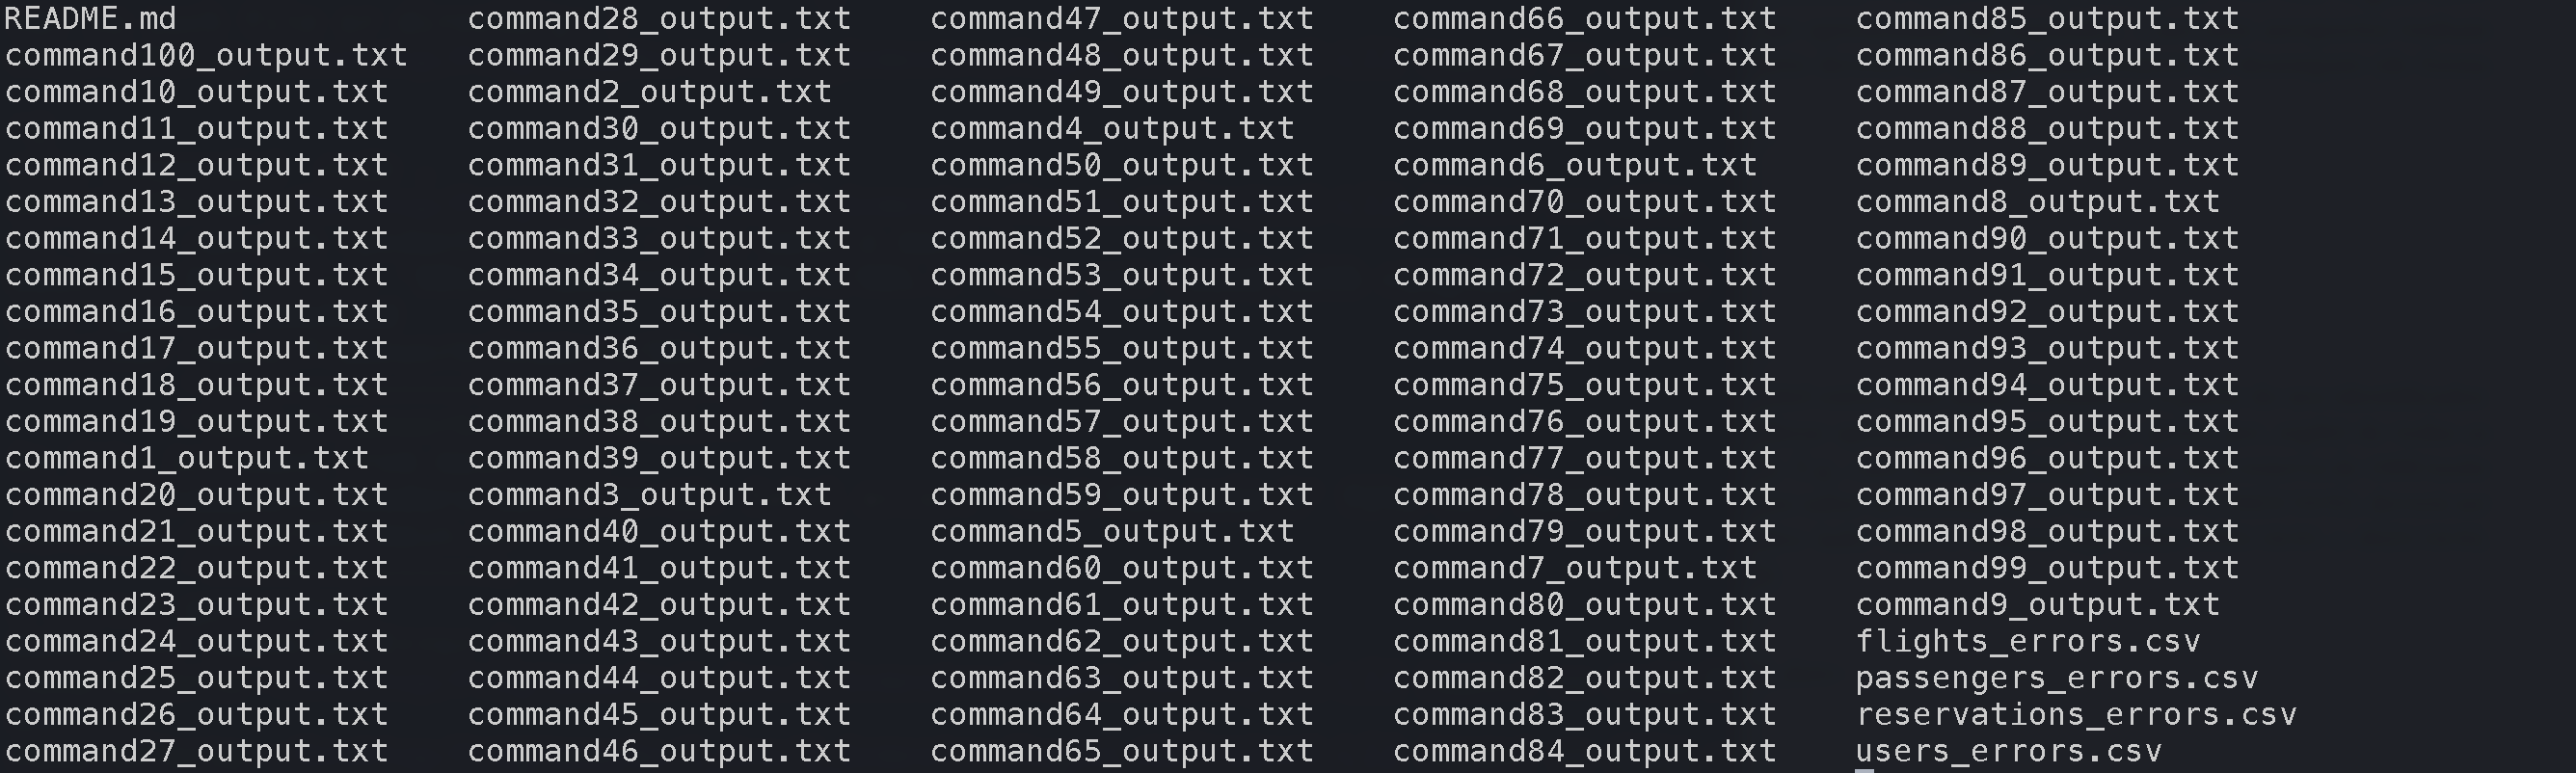 README.md command28_output.txt command47_output.txt command66_output.txt command85_output.txt
command100_output.txt command29_output.txt command48_output.txt command67_output.txt command86_output.txt
command10_output.txt command2_output.txt command49_output.txt command68_output.txt command87_output.txt
command11_output.txt command30_output.txt command4_output.txt command69_output.txt command88_output.txt
command12_output.txt command31_output.txt command50_output.txt command6_output.txt command89_output.txt
command13_output.txt command32_output.txt command51_output.txt command70_output.txt command8_output.txt
command14_output.txt command33_output.txt command52_output.txt command71_output.txt command90_output.txt
command15_output.txt command34_output.txt command53_output.txt command72_output.txt command91_output.txt
command16_output.txt command35_output.txt command54_output.txt command73_output.txt command92_output.txt
command17_output.txt command36_output.txt command55_output.txt command74_output.txt command93_output.txt
command18_output.txt command37_output.txt command56_output.txt command75_output.txt command94_output.txt
command19_output.txt command38_output.txt command57_output.txt command76_output.txt command95_output.txt
command1_output.txt command39_output.txt command58_output.txt command77_output.txt command96_output.txt
command20_output.txt command3_output.txt command59_output.txt command78_output.txt command97_output.txt
command21_output.txt command40_output.txt command5_output.txt command79_output.txt command98_output.txt
command22_output.txt command41_output.txt command60_output.txt command7_output.txt command99_output.txt
command23_output.txt command42_output.txt command61_output.txt command80_output.txt command9_output.txt
command24_output.txt command43_output.txt command62_output.txt command81_output.txt flights_errors.csv
command25_output.txt command44_output.txt command63_output.txt command82_output.txt passengers_errors.csv
command26_output.txt command45_output.txt command64_output.txt command83_output.txt reservations_errors.csv
command27_output.txt command46_output.txt command65_output.txt command84_output.txt users_errors.csv